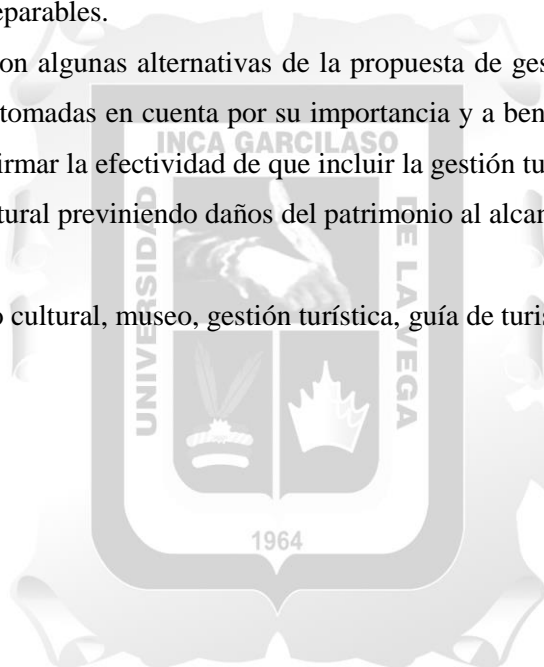 eparables.
on algunas alternativas de la propuesta de ges
tomadas en cuenta por su importancia y a ben
INCA GARCILASO
firmar la efectividad de que incluir la gestión tu
tural previniendo daños del patrimonio al alcan
UNIVERSIDAD
DE LA VEGA
o cultural, museo, gestión turística, guía de turis
1964